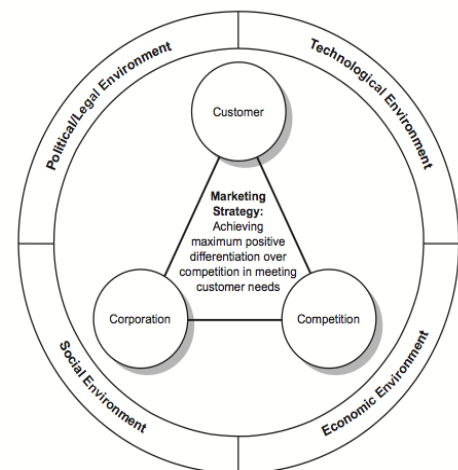 Political/Legal Environment
Technological Environment
Customer
Marketing
Strategy:
Achieving
maximum positive
differentiation over
competition in meeting
customer needs
Corporation
Competition
Social Environment
Economic Environment